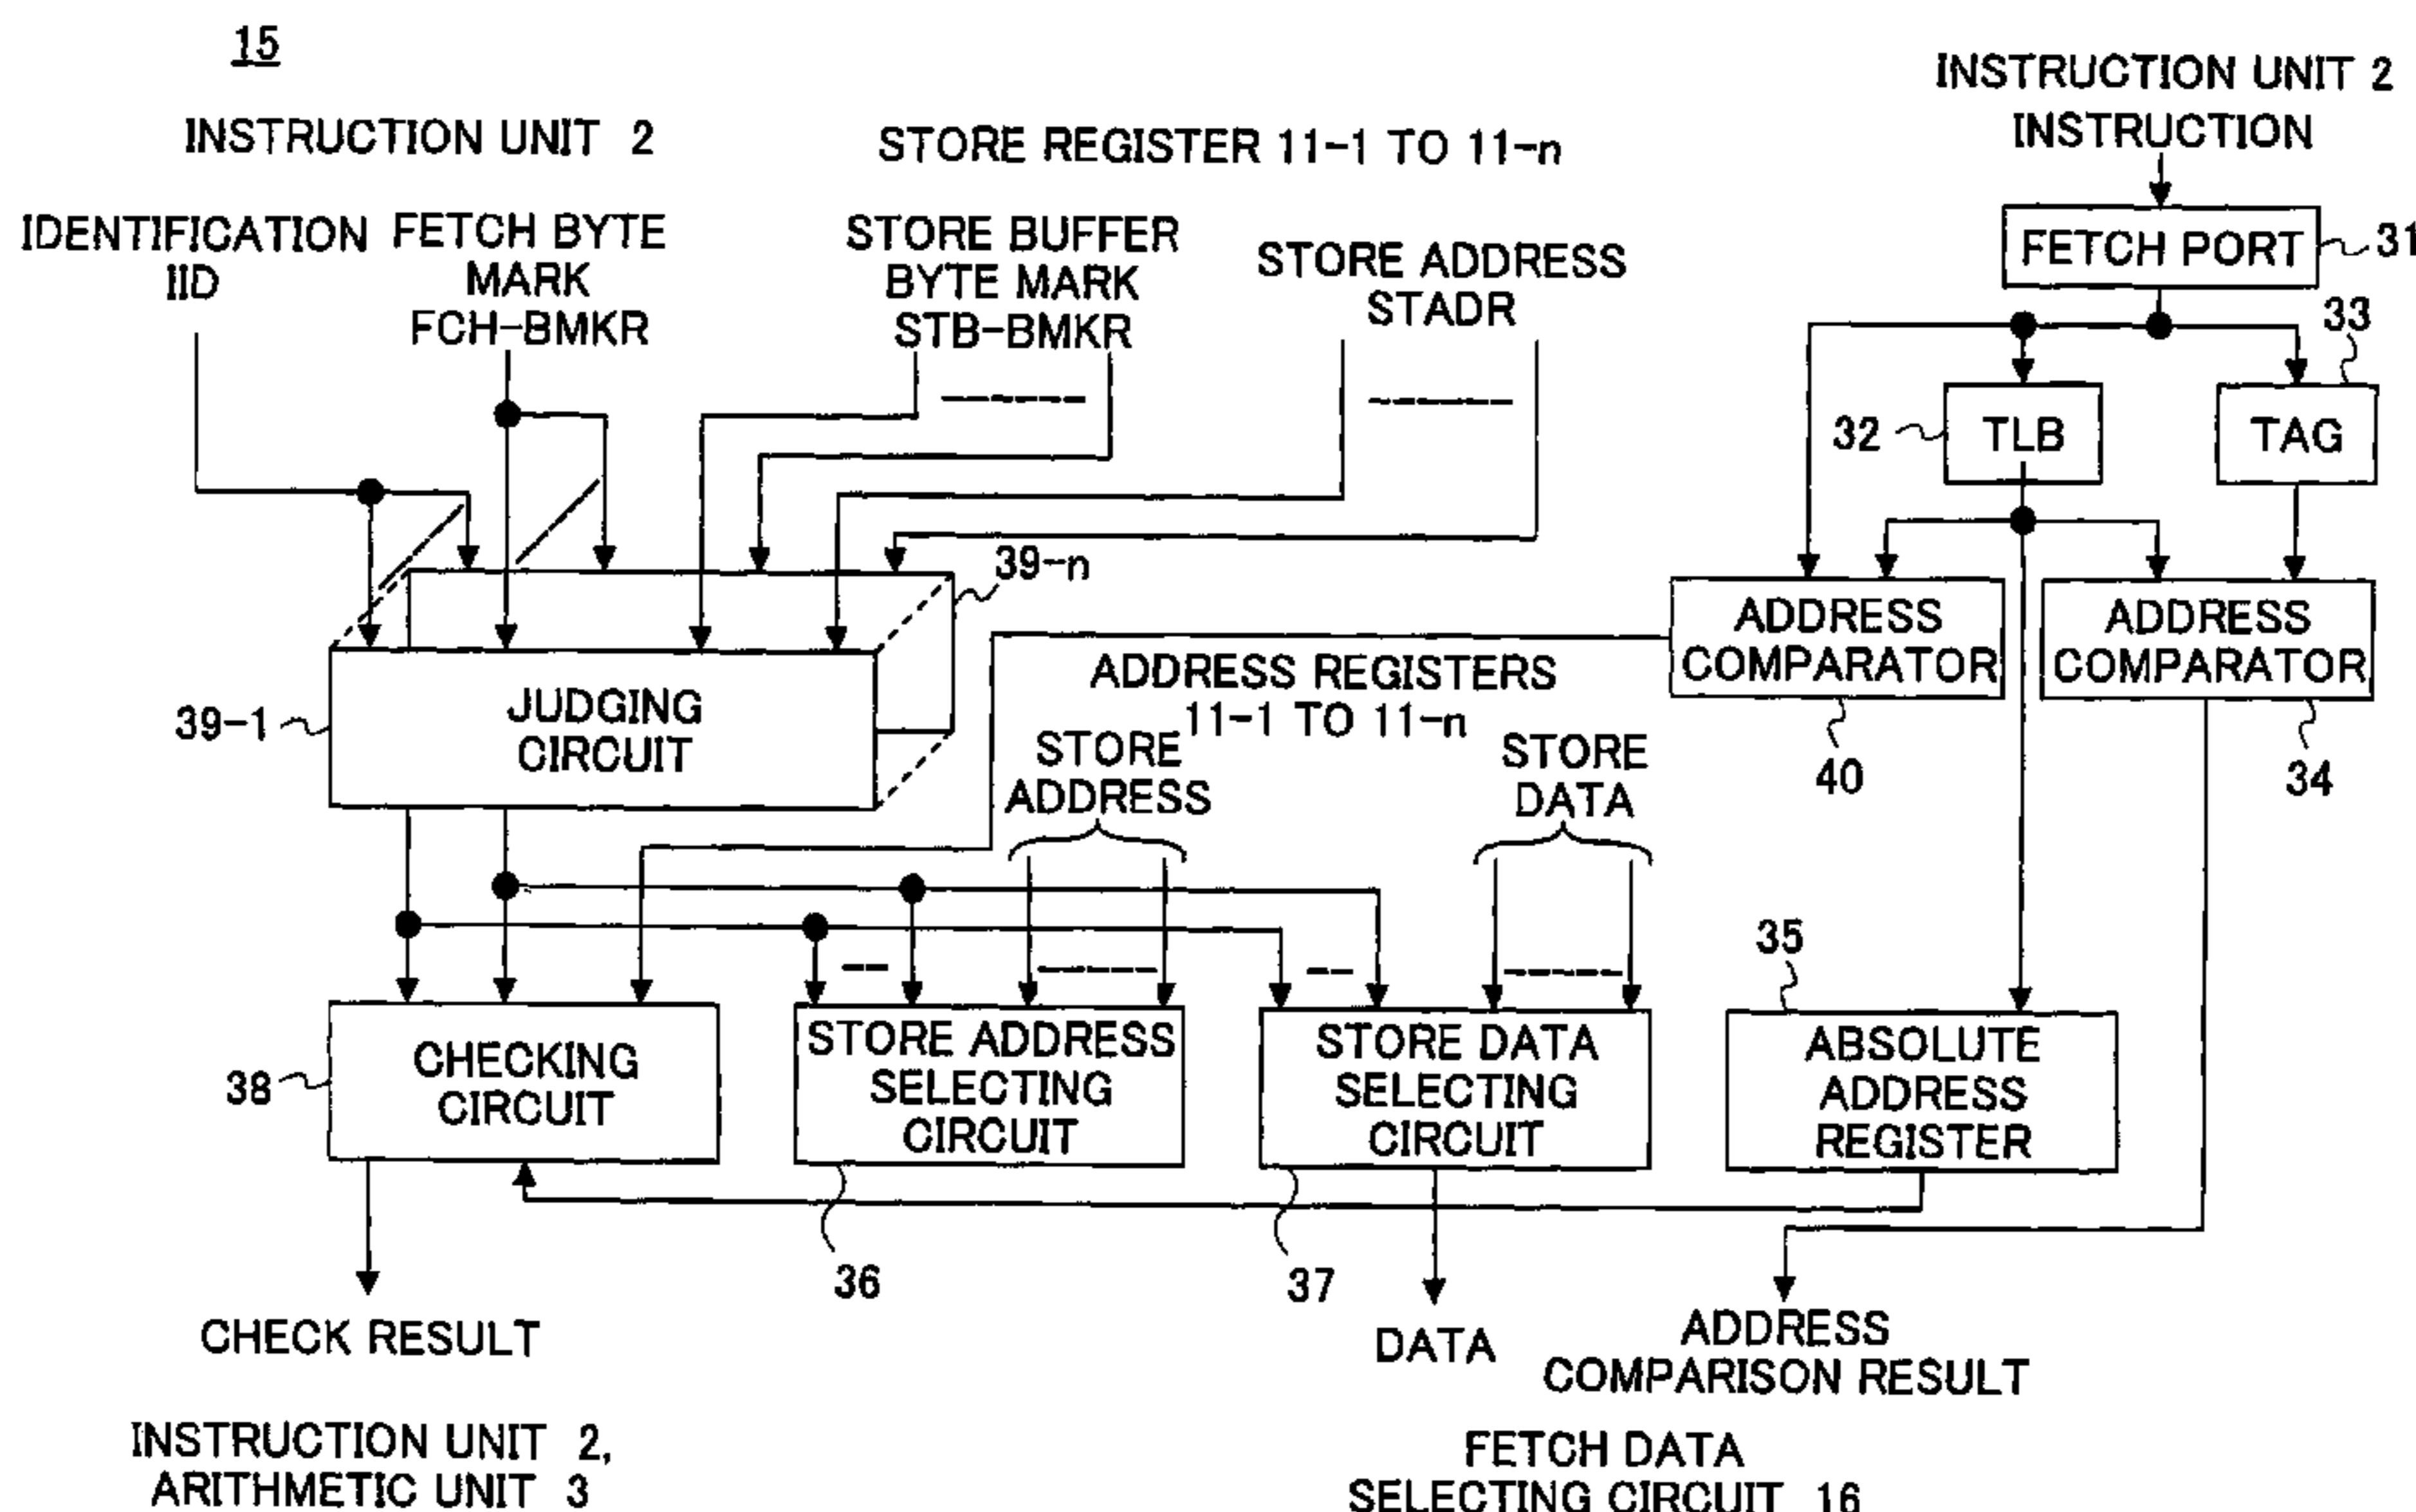 15
INSTRUCTION UNIT 2
STORE REGISTER 11-1 TO 11-n
INSTRUCTION UNIT 2
INSTRUCTION
IDENTIFICATION
IID
FETCH BYTE
MARK
FCH-BMKR
STORE BUFFER
BYTE MARK
STB-BMKR
STORE ADDRESS
STADR
FETCH PORT
31
33
32
TLB
TAG
39-n
ADDRESS
COMPARATOR
ADDRESS
COMPARATOR
40
34
39-1
JUDGING
CIRCUIT
ADDRESS REGISTERS
11-1 TO 11-n
STORE
ADDRESS
STORE
DATA
35
38
CHECKING
CIRCUIT
STORE ADDRESS
SELECTING
CIRCUIT
STORE DATA
SELECTING
CIRCUIT
ABSOLUTE
ADDRESS
REGISTER
36
37
CHECK RESULT
DATA
ADDRESS
COMPARISON RESULT
INSTRUCTION UNIT 2,
ARITHMETIC UNIT 3
FETCH DATA
SELECTING CIRCUIT 16